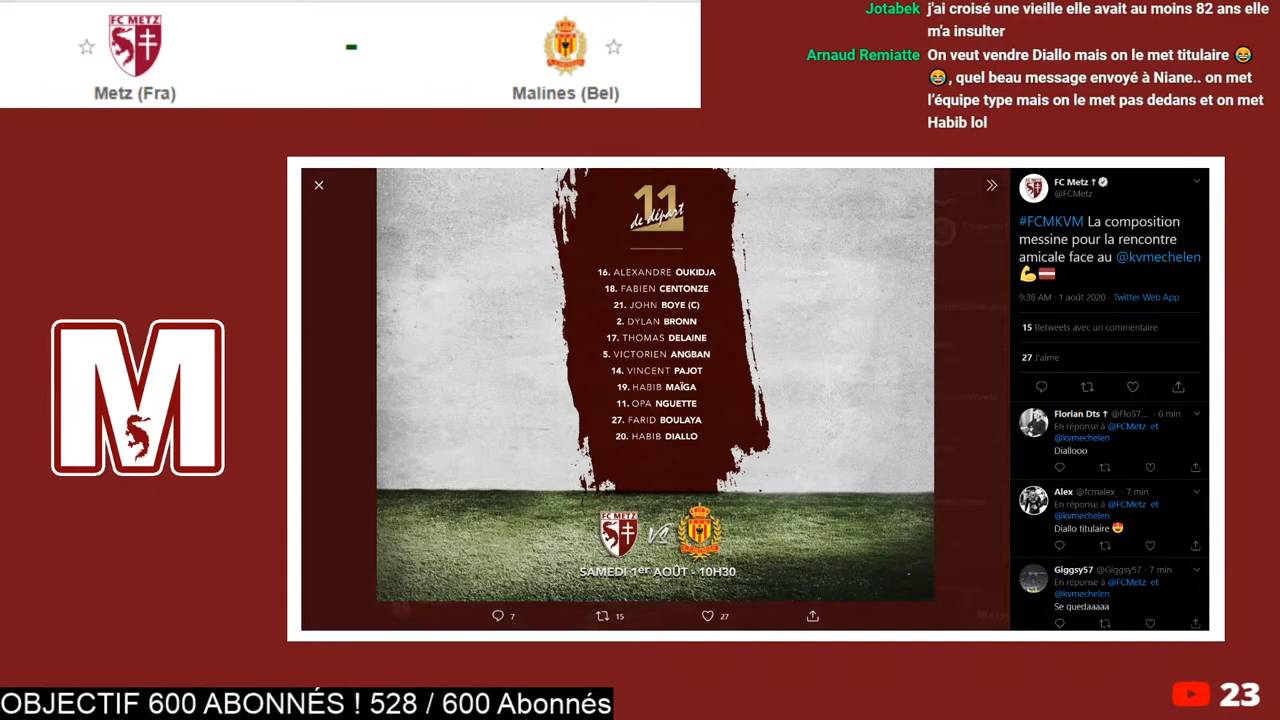 FC METZ
Metz (Fra)
-
Malines (Bel)
Jotabek j'ai croisé une vieille elle avait au moins 82 ans elle
m'a insulter
Arnaud Remiatte On veut vendre Diallo mais on le met titulaire 😂
😂, quel beau message envoyé à Niane.. on met
l'équipe type mais on le met pas dedans et on met
Habib lol
M
11
de départ
16. ALEXANDRE OUKIDJA
18. FABIEN CENTONZE
21. JOHN BOYE (C)
2. DYLAN BRONN
17. THOMAS DELAINE
5. VICTORIEN ANGBAN
14. VINCENT PAJOT
19. HABIB MAÏGA
11. OPA NGUETTE
27. FARID BOULAYA
20. HABIB DIALLO
FC METZ
VS
SAMEDI 1er AOÛT - 10H30
7 15 27
FC Metz ☨
@FCMetz
#FCMKVM La composition
messine pour la rencontre
amicale face au @kvmechelen
💪
9:38 AM · 1 août 2020 · Twitter Web App
15 Retweets avec un commentaire
27 J'aime
Florian Dts ☨ @Flo57... · 6 min
En réponse à @FCMetz et
@kvmechelen
Diallooo
Alex @fcmalex_ · 7 min
En réponse à @FCMetz et
@kvmechelen
Diallo titulaire 😍
Giggsy57 @Giggsy57 · 7 min
En réponse à @FCMetz et
@kvmechelen
Se quedaaaaa
OBJECTIF 600 ABONNÉS ! 528 / 600 Abonnés
23